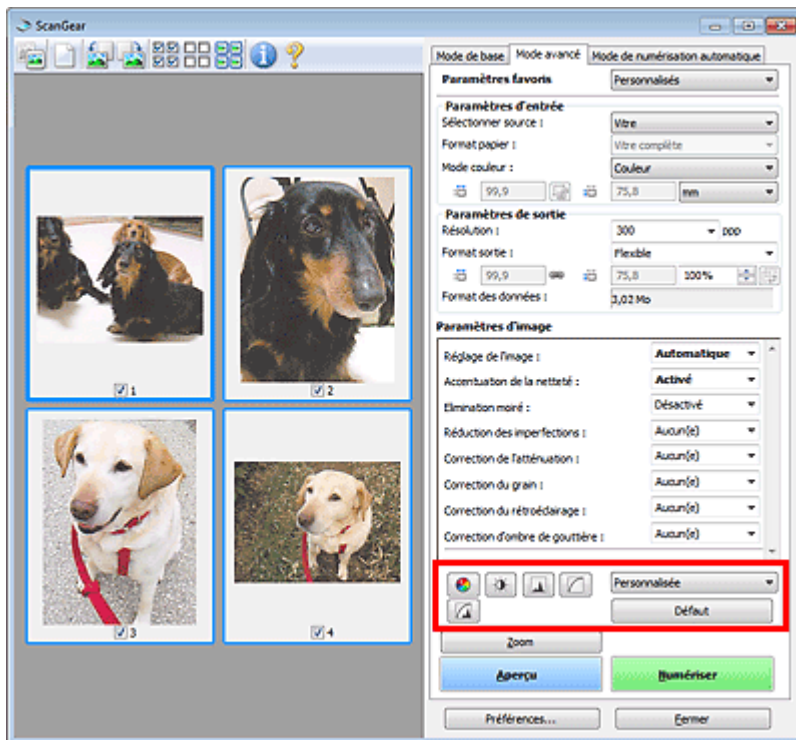 ScanGear
Mode de base Mode avancé Mode de numérisation automatique
Paramètres favoris Personnalisés
Paramètres d'entrée
Sélectionner source : Vitre
Format papier : Vitre complète
Mode couleur : Couleur
99,9 75,8 mm
Paramètres de sortie
Résolution : 300 ppp
Format sortie : Flexible
99,9 75,8 100%
Format des données : 3,02 Mo
Paramètres d'image
Réglage de l'image : Automatique
Accentuation de la netteté : Activé
Elimination moiré : Désactivé
Réduction des imperfections : Aucun(e)
Correction de l'atténuation : Aucun(e)
Correction du grain : Aucun(e)
Correction du rétroéclairage : Aucun(e)
Correction d'ombre de gouttière : Aucun(e)
Personnalisée
Défaut
Zoom
Aperçu Numériser
Préférences... Fermer
1 2
3 4